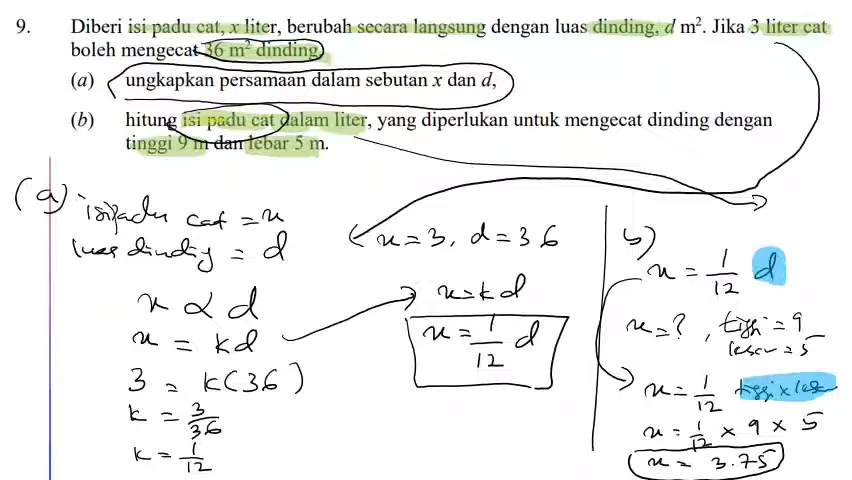 9. Diberi isi padu cat, x liter, berubah secara langsung dengan luas dinding, d m². Jika 3 liter cat
boleh mengecat 36 m² dinding,
(a) ungkapkan persamaan dalam sebutan x dan d,
(b) hitung isi padu cat dalam liter, yang diperlukan untuk mengecat dinding dengan
tinggi 9 m dan lebar 5 m.
(a) isipadu cat = x
luas dinding = d
x ∝ d
x = kd
3 = k(36)
k = 3/36
k = 1/12
x = 3, d = 36
x = kd
x = 1/12 d
b)
x = 1/12 d
x = ?, tinggi = 9
lebar = 5
x = 1/12 tinggi x lebar
x = 1/12 × 9 × 5
x = 3.75